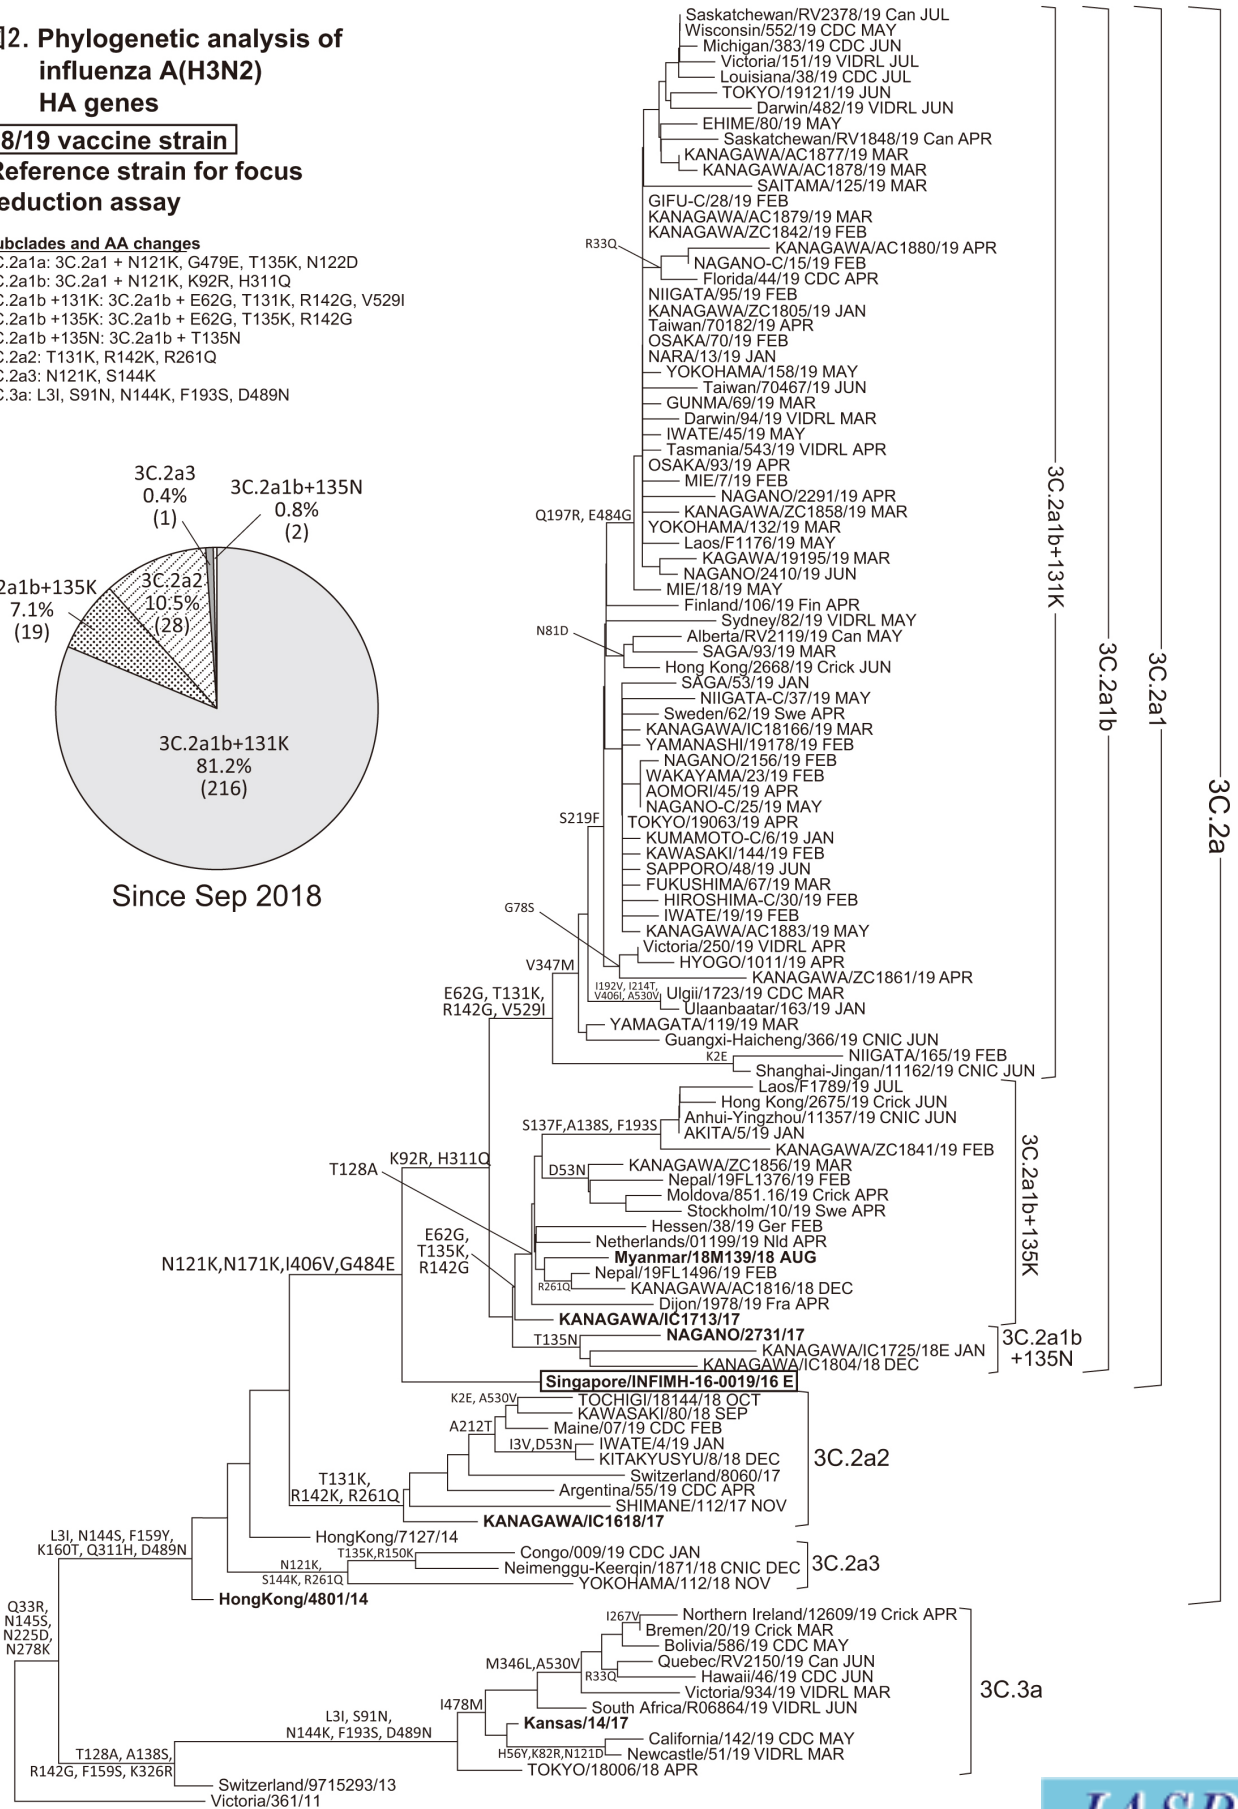 2. Phylogenetic analysis of
influenza A(H3N2)
HA genes
8/19 vaccine strain
Reference strain for focus
eduction assay
ubclades and AA changes
C.2a1a: 3C.2a1 + N121K, G479E, T135K, N122D
C.2a1b: 3C.2a1 + N121K, K92R, H311Q
C.2a1b +131K: 3C.2a1b + E62G, T131K, R142G, V529I
C.2a1b +135K: 3C.2a1b + E62G, T135K, R142G
C.2a1b +135N: 3C.2a1b + T135N
C.2a2: T131K, R142K, R261Q
C.2a3: N121K, S144K
C.3a: L3I, S91N, N144K, F193S, D489N
3C.2a3
0.4%
(1)
3C.2a1b+135N
0.8%
(2)
2a1b+135K
7.1%
(19)
3C.2a2
10.5%
(28)
3C.2a1b+131K
81.2%
(216)
Since Sep 2018
Saskatchewan/RV2378/19 Can JUL
Wisconsin/552/19 CDC MAY
Michigan/383/19 CDC JUN
Victoria/151/19 VIDRL JUL
Louisiana/38/19 CDC JUL
TOKYO/19121/19 JUN
Darwin/482/19 VIDRL JUN
EHIME/80/19 MAY
Saskatchewan/RV1848/19 Can APR
KANAGAWA/AC1877/19 MAR
KANAGAWA/AC1878/19 MAR
SAITAMA/125/19 MAR
GIFU-C/28/19 FEB
KANAGAWA/AC1879/19 MAR
KANAGAWA/ZC1842/19 FEB
R33Q
KANAGAWA/AC1880/19 APR
NAGANO-C/15/19 FEB
Florida/44/19 CDC APR
NIIGATA/95/19 FEB
KANAGAWA/ZC1805/19 JAN
Taiwan/70182/19 APR
OSAKA/70/19 FEB
NARA/13/19 JAN
YOKOHAMA/158/19 MAY
Taiwan/70467/19 JUN
GUNMA/69/19 MAR
Darwin/94/19 VIDRL MAR
IWATE/45/19 MAY
Tasmania/543/19 VIDRL APR
OSAKA/93/19 APR
MIE/7/19 FEB
NAGANO/2291/19 APR
KANAGAWA/ZC1858/19 MAR
Q197R, E484G
YOKOHAMA/132/19 MAR
Laos/F1176/19 MAY
KAGAWA/19195/19 MAR
NAGANO/2410/19 JUN
MIE/18/19 MAY
Finland/106/19 Fin APR
Sydney/82/19 VIDRL MAY
N81D
Alberta/RV2119/19 Can MAY
SAGA/93/19 MAR
Hong Kong/2668/19 Crick JUN
SAGA/53/19 JAN
NIIGATA-C/37/19 MAY
Sweden/62/19 Swe APR
KANAGAWA/IC18166/19 MAR
YAMANASHI/19178/19 FEB
NAGANO/2156/19 FEB
WAKAYAMA/23/19 FEB
AOMORI/45/19 APR
NAGANO-C/25/19 MAY
S219F
TOKYO/19063/19 APR
KUMAMOTO-C/6/19 JAN
KAWASAKI/144/19 FEB
SAPPORO/48/19 JUN
FUKUSHIMA/67/19 MAR
HIROSHIMA-C/30/19 FEB
IWATE/19/19 FEB
KANAGAWA/AC1883/19 MAY
G78S
Victoria/250/19 VIDRL APR
HYOGO/1011/19 APR
KANAGAWA/ZC1861/19 APR
V347M
I192V, I214T,
V406I, A530V
Ulgii/1723/19 CDC MAR
Ulaanbaatar/163/19 JAN
E62G, T131K,
R142G, V529I
YAMAGATA/119/19 MAR
Guangxi-Haicheng/366/19 CNIC JUN
K2E
NIIGATA/165/19 FEB
Shanghai-Jingan/11162/19 CNIC JUN
Laos/F1789/19 JUL
Hong Kong/2675/19 Crick JUN
Anhui-Yingzhou/11357/19 CNIC JUN
S137F,A138S, F193S
AKITA/5/19 JAN
KANAGAWA/ZC1841/19 FEB
K92R, H311Q
T128A
D53N
KANAGAWA/ZC1856/19 MAR
Nepal/19FL1376/19 FEB
Moldova/851.16/19 Crick APR
Stockholm/10/19 Swe APR
Hessen/38/19 Ger FEB
Netherlands/01199/19 Nld APR
E62G,
T135K,
R142G
Myanmar/18M139/18 AUG
Nepal/19FL1496/19 FEB
R261Q
KANAGAWA/AC1816/18 DEC
Dijon/1978/19 Fra APR
KANAGAWA/IC1713/17
N121K,N171K,I406V,G484E
T135N
NAGANO/2731/17
KANAGAWA/IC1725/18E JAN
KANAGAWA/IC1804/18 DEC
Singapore/INFIMH-16-0019/16 E
K2E, A530V
TOCHIGI/18144/18 OCT
KAWASAKI/80/18 SEP
A212T
Maine/07/19 CDC FEB
I3V,D53N
IWATE/4/19 JAN
KITAKYUSYU/8/18 DEC
Switzerland/8060/17
T131K,
R142K, R261Q
Argentina/55/19 CDC APR
SHIMANE/112/17 NOV
KANAGAWA/IC1618/17
L3I, N144S, F159Y,
K160T, Q311H, D489N
HongKong/7127/14
T135K,R150K
Congo/009/19 CDC JAN
N121K,
S144K, R261Q
Neimenggu-Keerqin/1871/18 CNIC DEC
YOKOHAMA/112/18 NOV
HongKong/4801/14
Q33R,
N145S,
N225D,
N278K
I267V
Northern Ireland/12609/19 Crick APR
Bremen/20/19 Crick MAR
Bolivia/586/19 CDC MAY
M346L,A530V
Quebec/RV2150/19 Can JUN
R33Q
Hawaii/46/19 CDC JUN
Victoria/934/19 VIDRL MAR
I478M
South Africa/R06864/19 VIDRL JUN
L3I, S91N,
N144K, F193S, D489N
Kansas/14/17
California/142/19 CDC MAY
H56Y,K82R,N121D
Newcastle/51/19 VIDRL MAR
TOKYO/18006/18 APR
T128A, A138S,
R142G, F159S, K326R
Switzerland/9715293/13
Victoria/361/11
3C.2a1b+131K
3C.2a1b+135K
3C.2a1b
+135N
3C.2a1b
3C.2a1
3C.2a
3C.2a2
3C.2a3
3C.3a
IASR